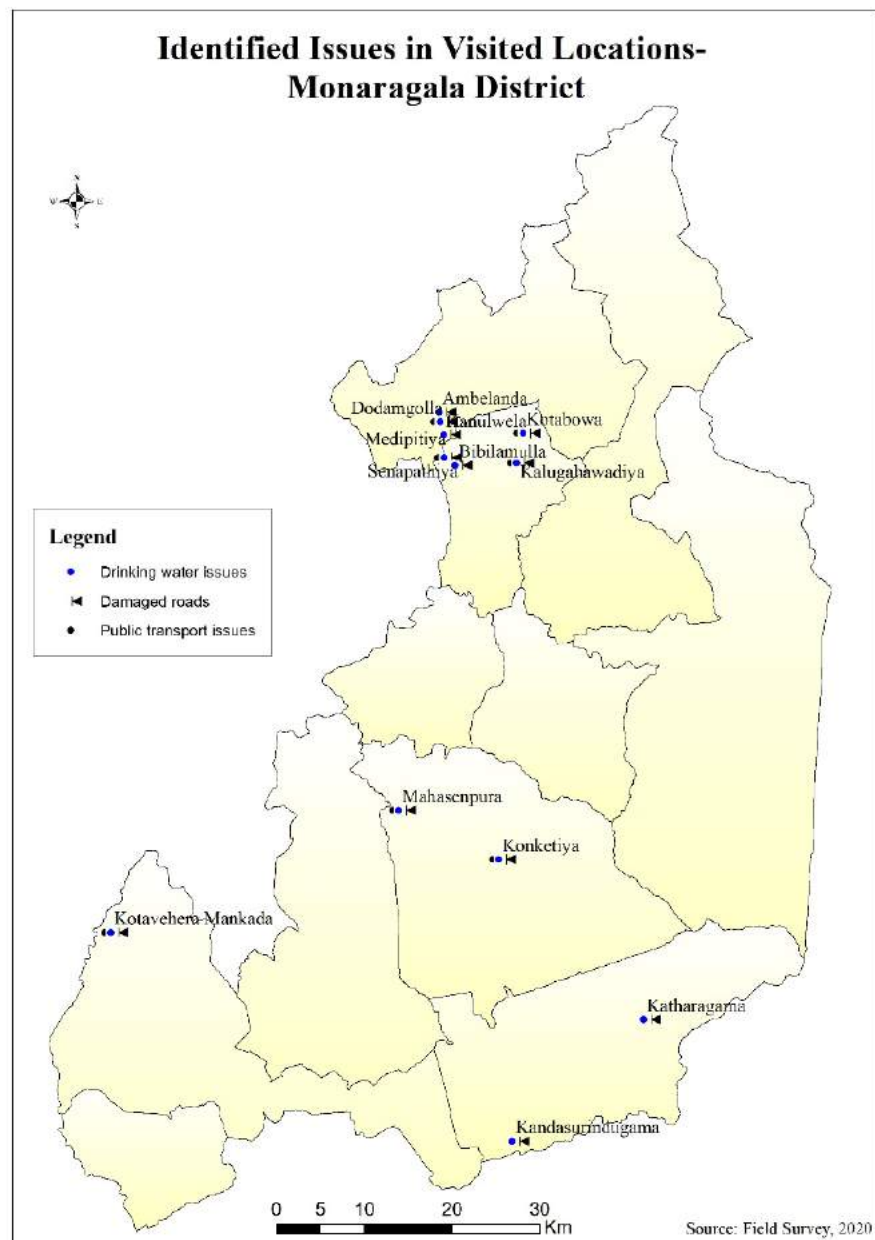 Identified Issues in Visited Locations-
Monaragala District
N
W E
S
Ambelanda
Dodamgolla
Kotabowa
Medipitiya
Bibilamulla
Senapathiya
Kalugahawadiya
Legend
Drinking water issues
Damaged roads
Public transport issues
Mahasenpura
Konketiya
Kotavehera-Mankada
Katharagama
Kandasurindugama
0 5 10 20 30
Km
Source: Field Survey, 2020